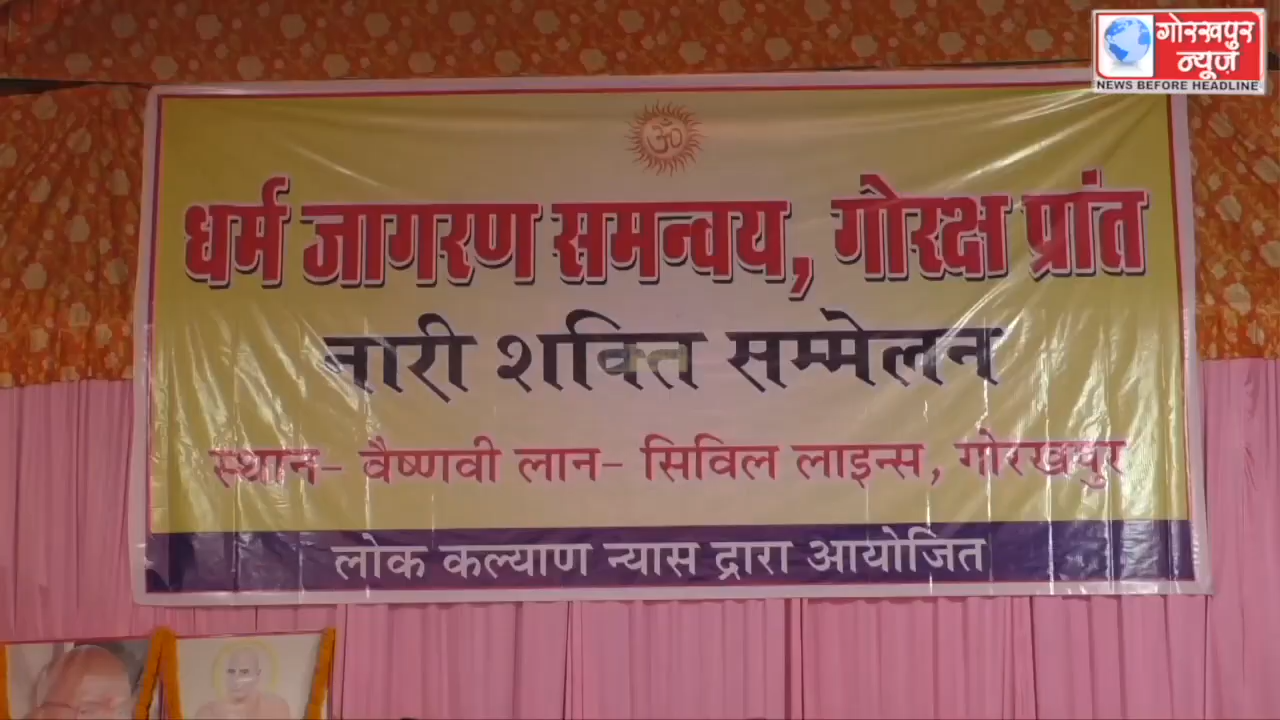 गोरखपुर
न्यूज़
NEWS BEFORE HEADLINE
ॐ
धर्म जागरण समन्वय, गौरक्ष प्रांत
नारी शक्ति सम्मेलन
स्थान- वैष्णवी लान- सिविल लाइन्स, गोरखपुर
लोक कल्याण न्यास द्वारा आयोजित